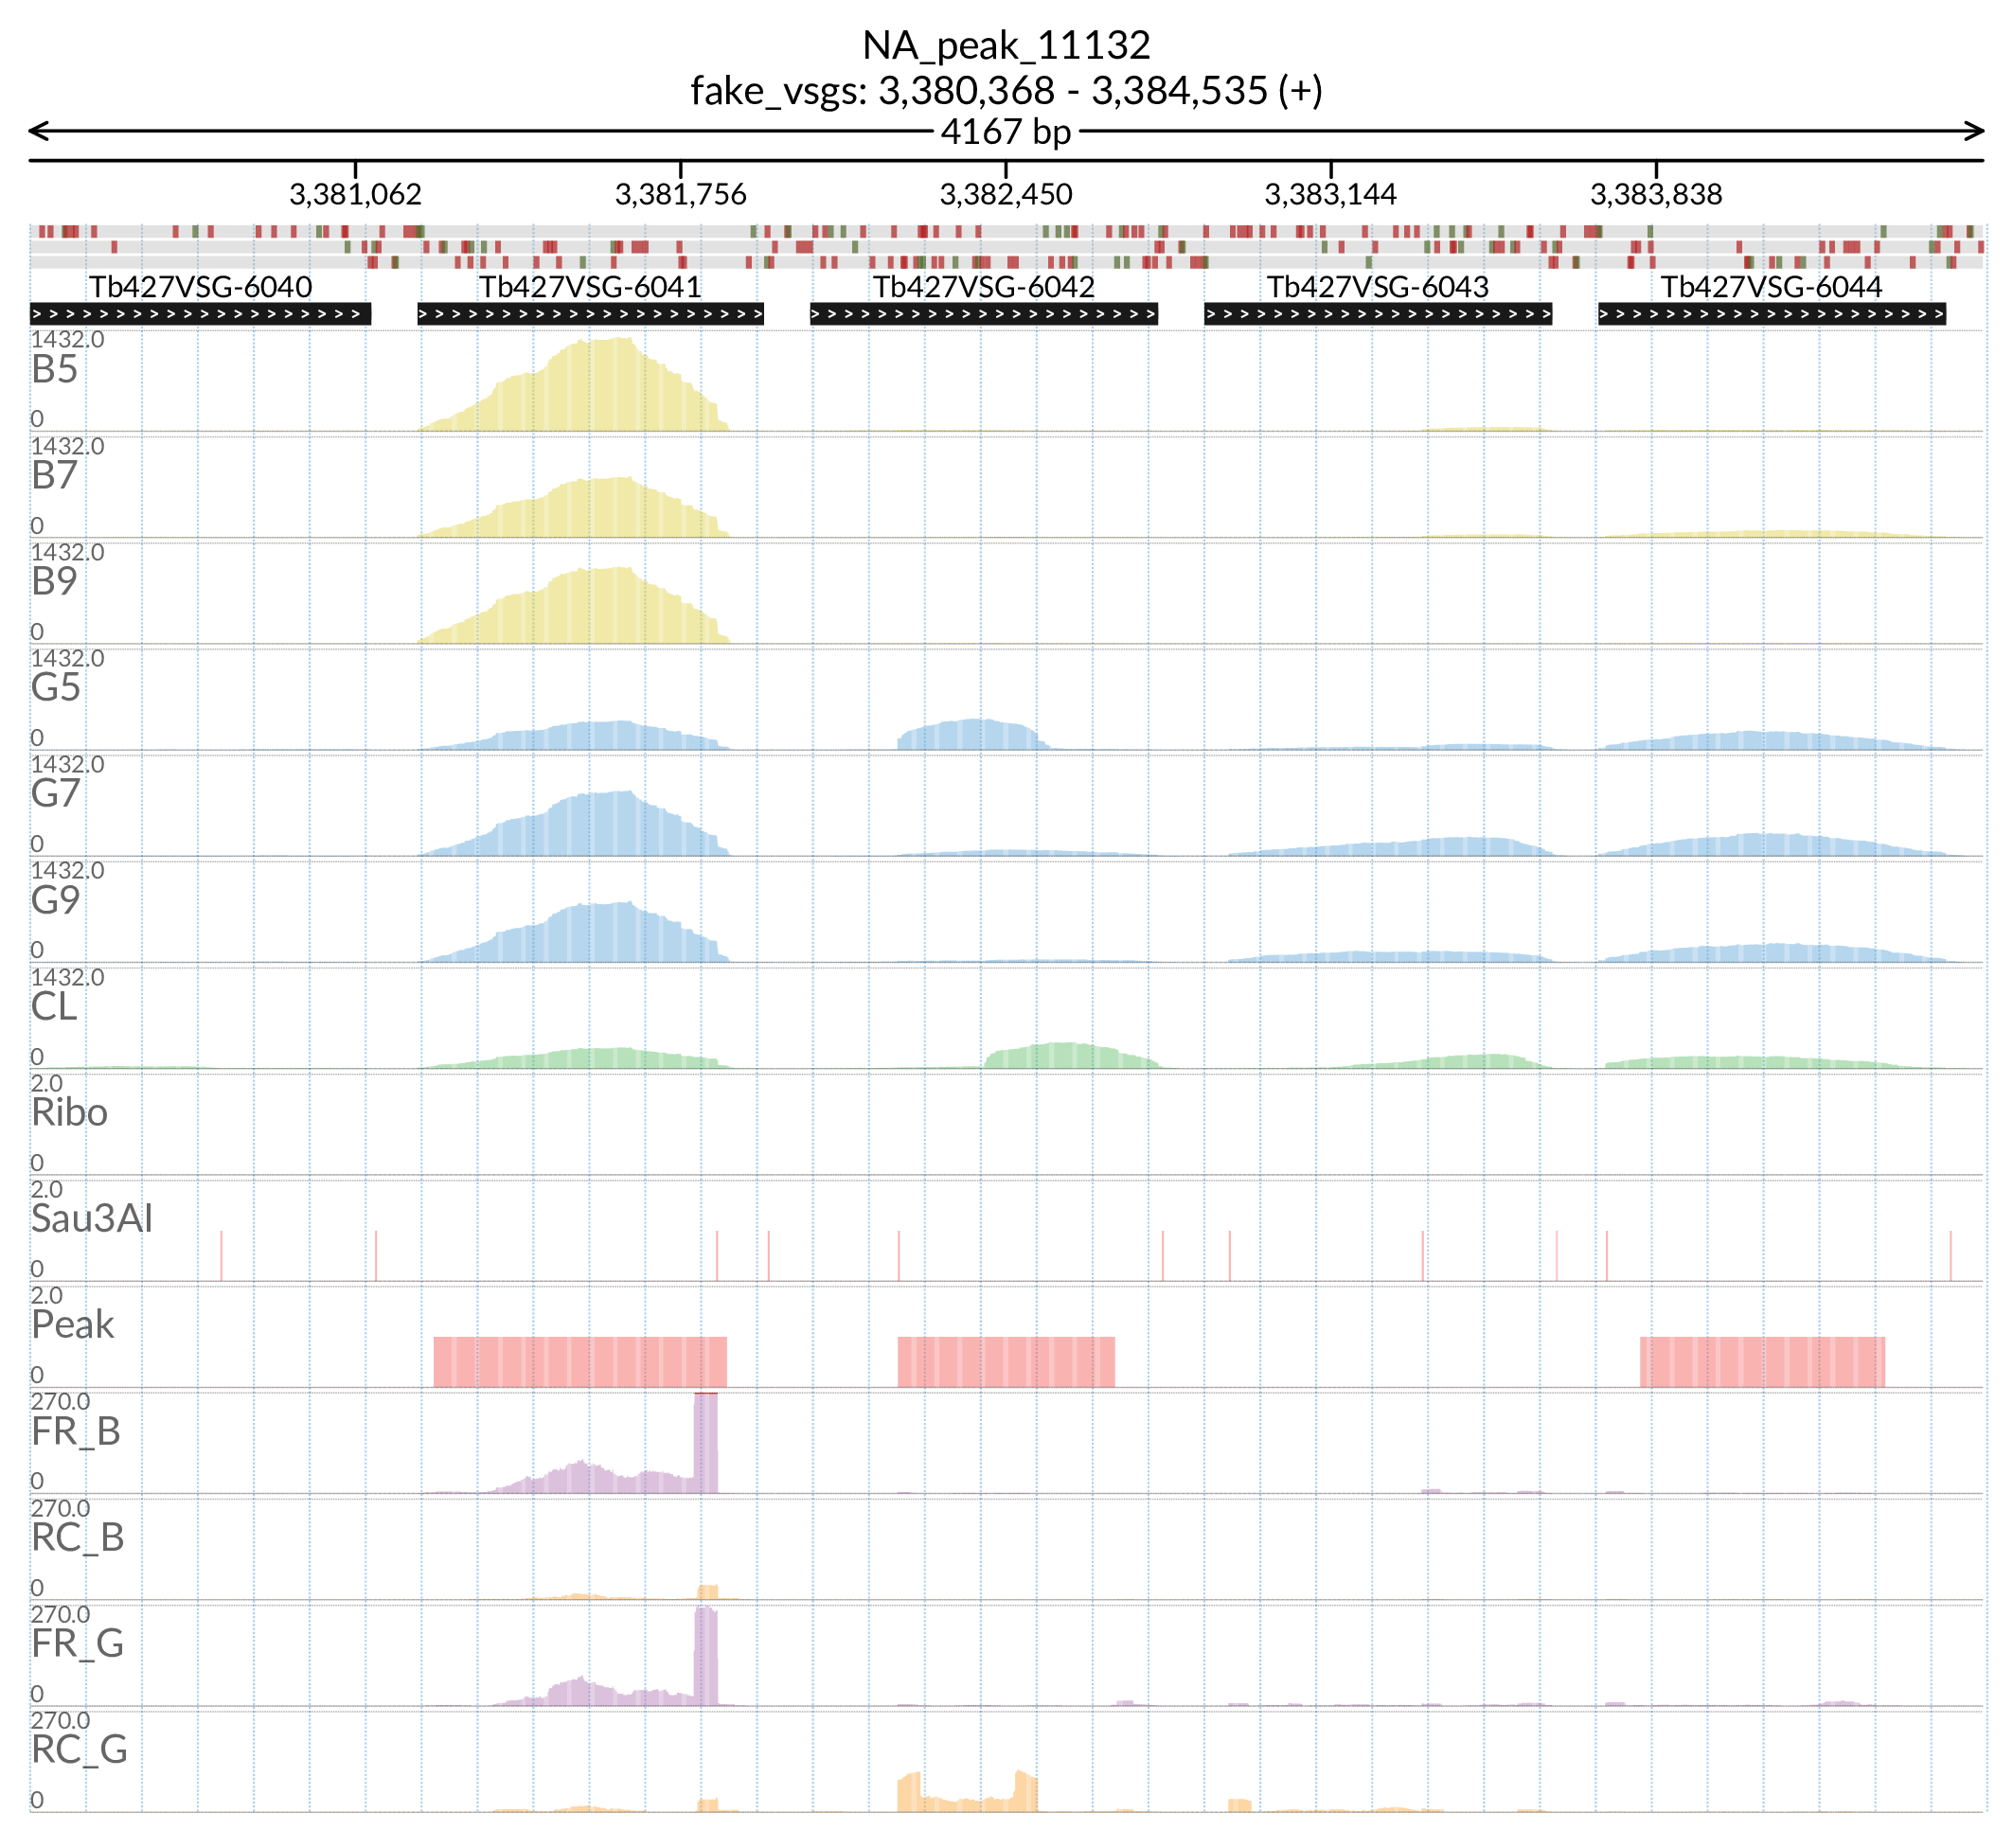 NA_peak_11132
fake_vsgs: 3,380,368 - 3,384,535 (+)
4167 bp
3,381,062 3,381,756 3,382,450 3,383,144 3,383,838
Tb427VSG-6040 Tb427VSG-6041 Tb427VSG-6042 Tb427VSG-6043 Tb427VSG-6044
1432.0
B5
0
1432.0
B7
0
1432.0
B9
0
1432.0
G5
0
1432.0
G7
0
1432.0
G9
0
1432.0
CL
0
2.0
Ribo
0
2.0
Sau3AI
0
2.0
Peak
0
270.0
FR_B
0
270.0
RC_B
0
270.0
FR_G
0
270.0
RC_G
0